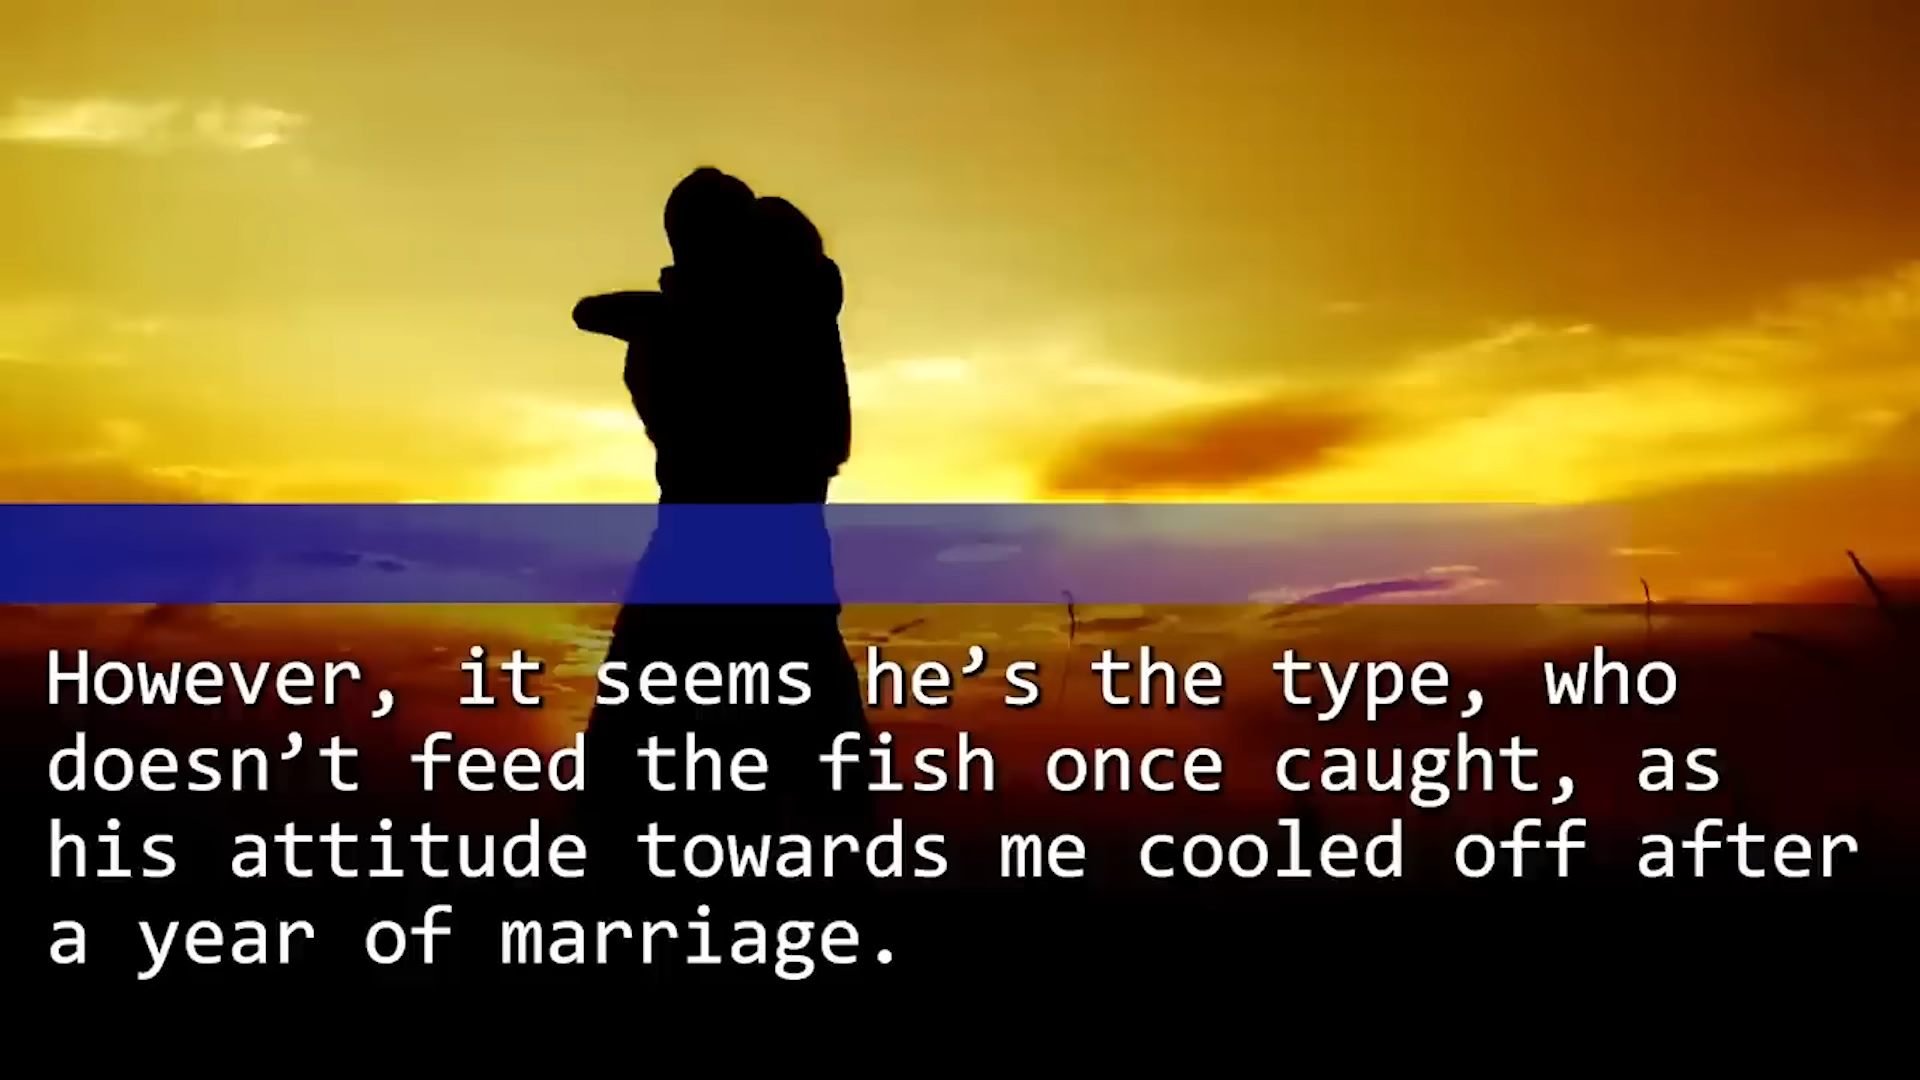 However, it seems he’s the type, who
doesn’t feed the fish once caught, as
his attitude towards me cooled off after
a year of marriage.